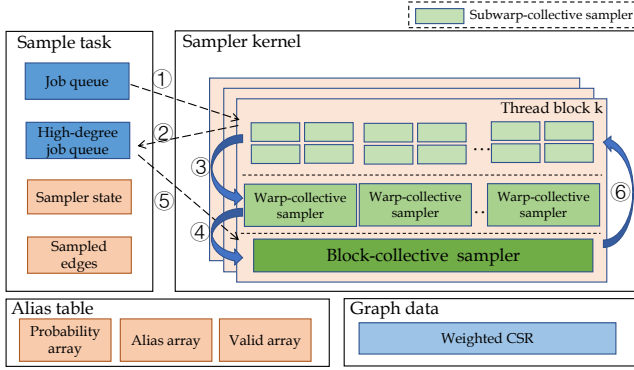 Subwarp-collective sampler
Sample task
Sampler kernel
Job queue
①
Thread block k
②
High-degree
job queue
...
③
⑥
Sampler state
⑤
Warp-collective
sampler
Warp-collective
sampler
..
Warp-collective
sampler
④
Sampled
edges
Block-collective sampler
Alias table
Graph data
Probability
array
Alias array
Valid array
Weighted CSR